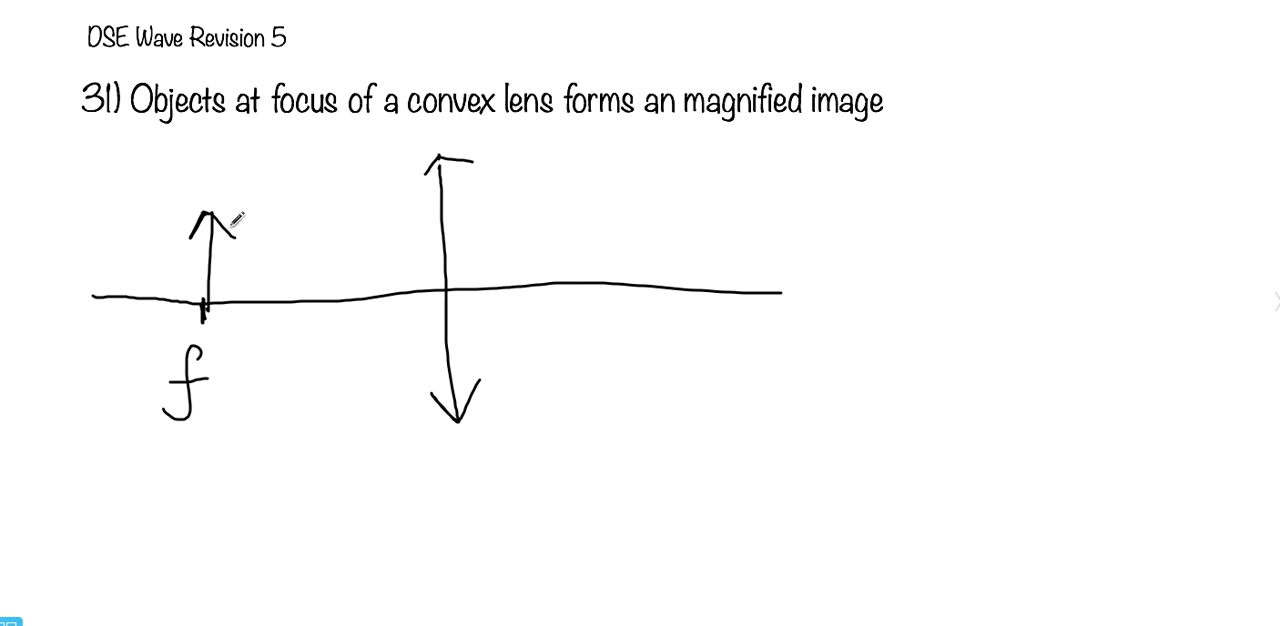 DSE Wave Revision 5
31) Objects at focus of a convex lens forms an magnified image
f